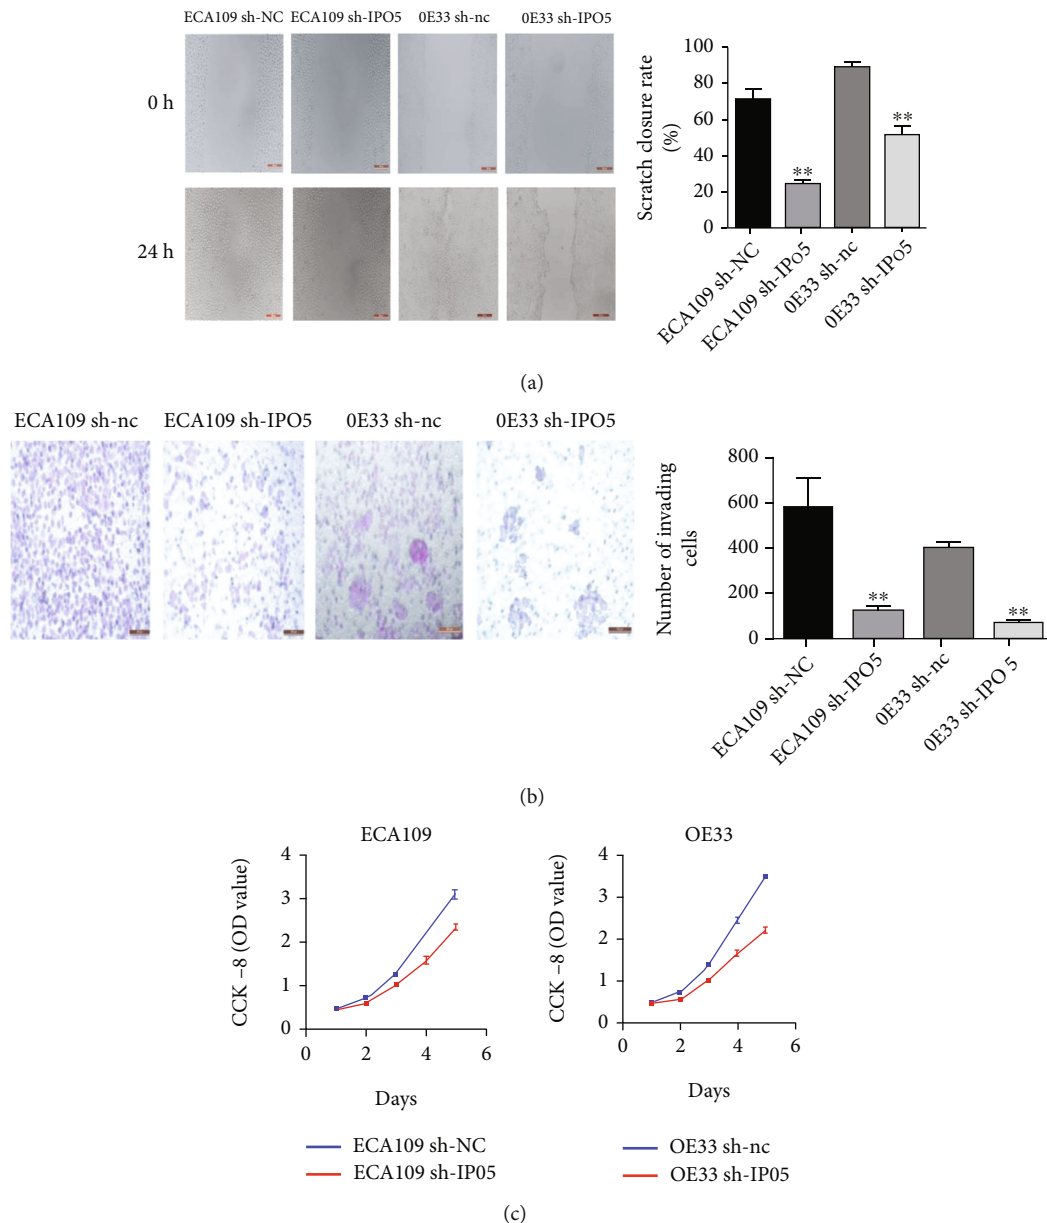 ECA109 sh-NC ECA109 sh-IPO5 0E33 sh-nc 0E33 sh-IPO5
0 h
24 h
Scratch closure rate
(%)
100
80
60
40
20
0
**
**
ECA109 sh-NC
ECA109 sh-IPo5
0E33 sh-nc
0E33 sh-IPo5
(a)
ECA109 sh-nc ECA109 sh-IPO5 0E33 sh-nc 0E33 sh-IPO5
Number of invading
cells
800
600
400
200
0
**
**
ECA109 sh-NC
ECA109 sh-IPO5
0E33 sh-nc
0E33 sh-IPO 5
(b)
ECA109
CCK –8 (OD value)
4
3
2
1
0
0 2 4 6
Days
ECA109 sh-NC
ECA109 sh-IP05
OE33
CCK –8 (OD value)
4
3
2
1
0
0 2 4 6
Days
OE33 sh-nc
OE33 sh-IP05
(c)